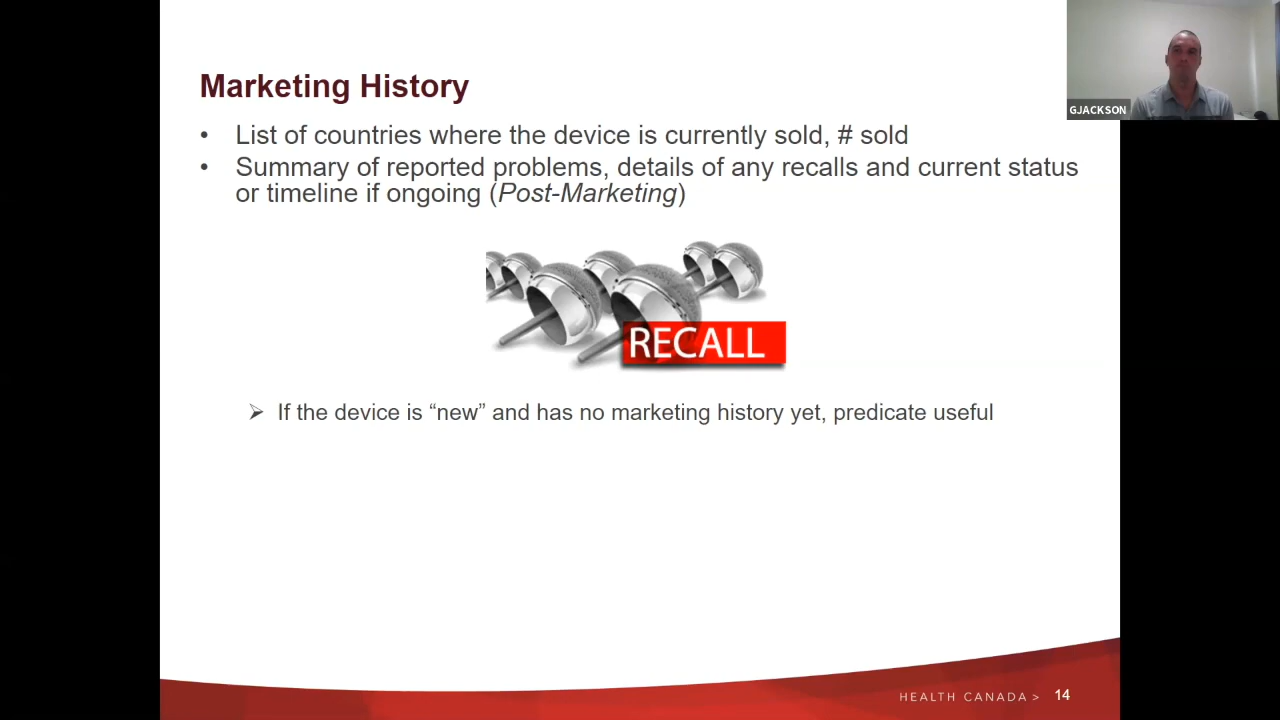 GJACKSON
Marketing History
• List of countries where the device is currently sold, # sold
• Summary of reported problems, details of any recalls and current status
or timeline if ongoing (Post-Marketing)
RECALL
➢ If the device is “new” and has no marketing history yet, predicate useful
HEALTH CANADA > 14